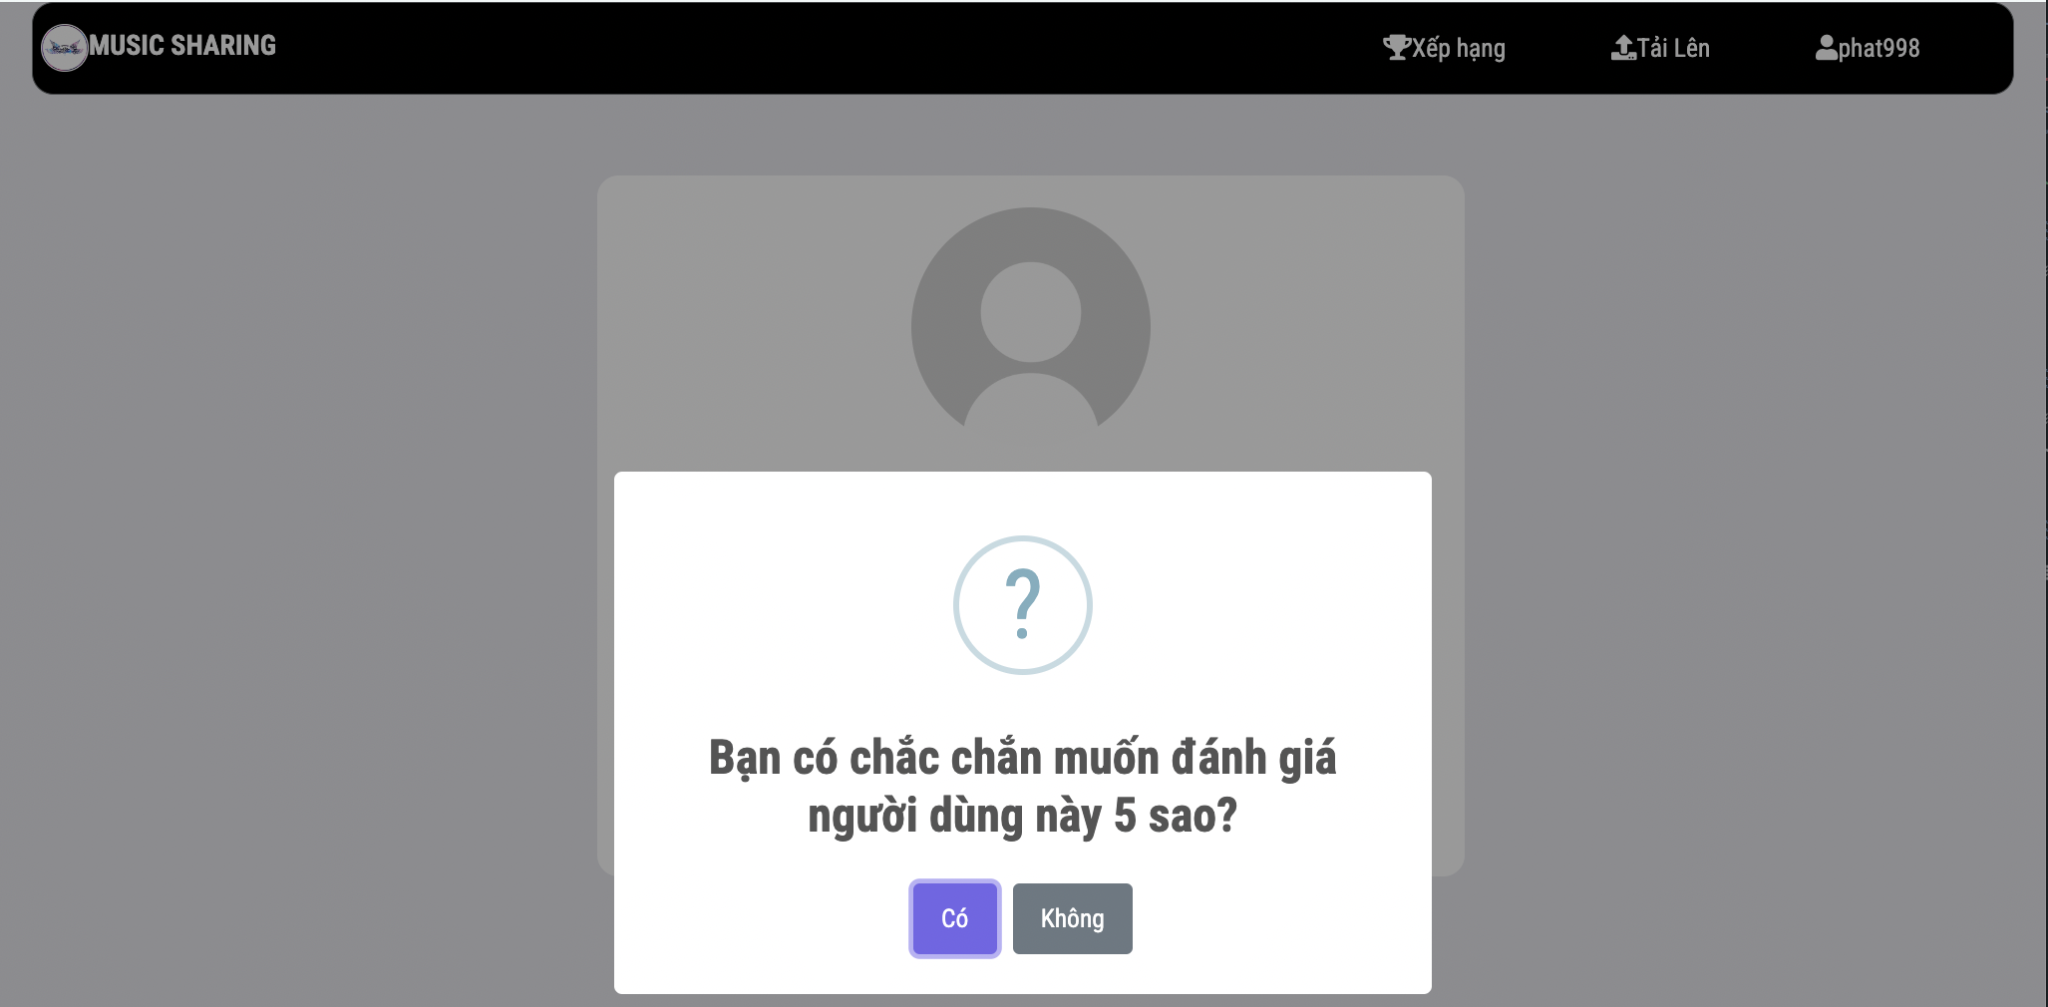 MUSIC SHARING
Xếp hạng
Tải Lên
phat998
?
Bạn có chắc chắn muốn đánh giá
người dùng này 5 sao?
Có
Không